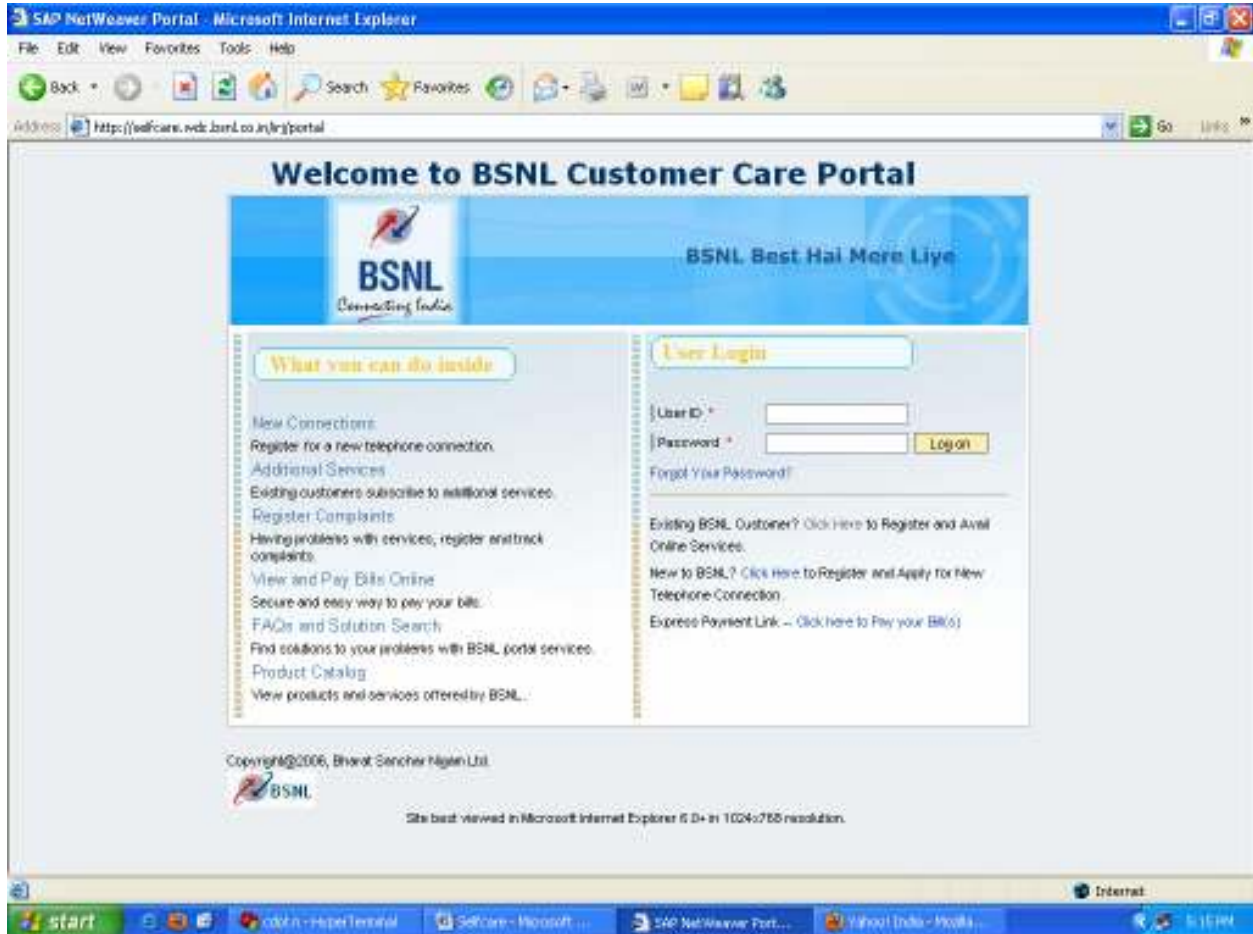 SAP NetWeaver Portal - Microsoft Internet Explorer
File Edit View Favorites Tools Help
Back Search Favorites
Address http://selfcare.wdc.bsnl.co.in/irj/portal Go Links
Welcome to BSNL Customer Care Portal
BSNL
Connecting India
BSNL Best Hai Mere Liye
What you can do inside
New Connections
Register for a new telephone connection.
Additional Services
Existing customers subscribe to additional services.
Register Complaints
Having problems with services, register and track
complaints.
View and Pay Bills Online
Secure and easy way to pay your bills.
FAQs and Solution Search
Find solutions to your problems with BSNL portal services.
Product Catalog
View products and services offered by BSNL.
User Login
User ID *
Password * Log on
Forgot Your Password?
Existing BSNL Customer? Click Here to Register and Avail
Online Services.
New to BSNL? Click Here to Register and Apply for New
Telephone Connection
Express Payment Link -- Click here to Pay your Bill(s)
Copyright@2006, Bharat Sanchar Nigam Ltd.
BSNL
Site best viewed in Microsoft Internet Explorer 6.0+ in 1024x768 resolution.
Internet
start cdot n - HyperTerminal Selfcare - Microsoft ... SAP NetWeaver Port... Yahoo! India - Mozilla...